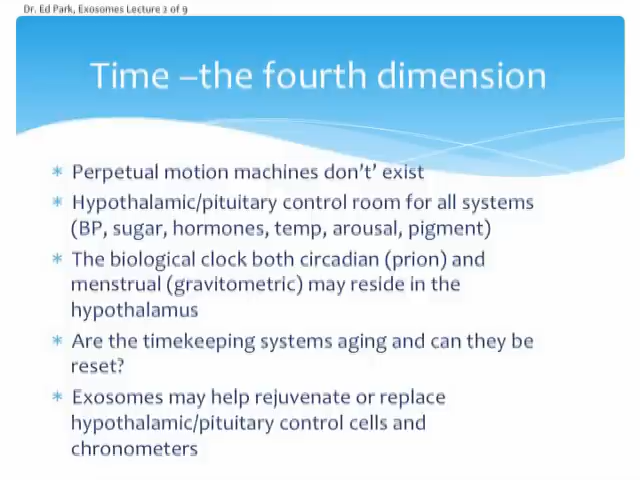 Dr. Ed Park, Exosomes Lecture 2 of 9
Time –the fourth dimension
* Perpetual motion machines don't' exist
* Hypothalamic/pituitary control room for all systems
(BP, sugar, hormones, temp, arousal, pigment)
* The biological clock both circadian (prion) and
menstrual (gravitometric) may reside in the
hypothalamus
* Are the timekeeping systems aging and can they be
reset?
* Exosomes may help rejuvenate or replace
hypothalamic/pituitary control cells and
chronometers